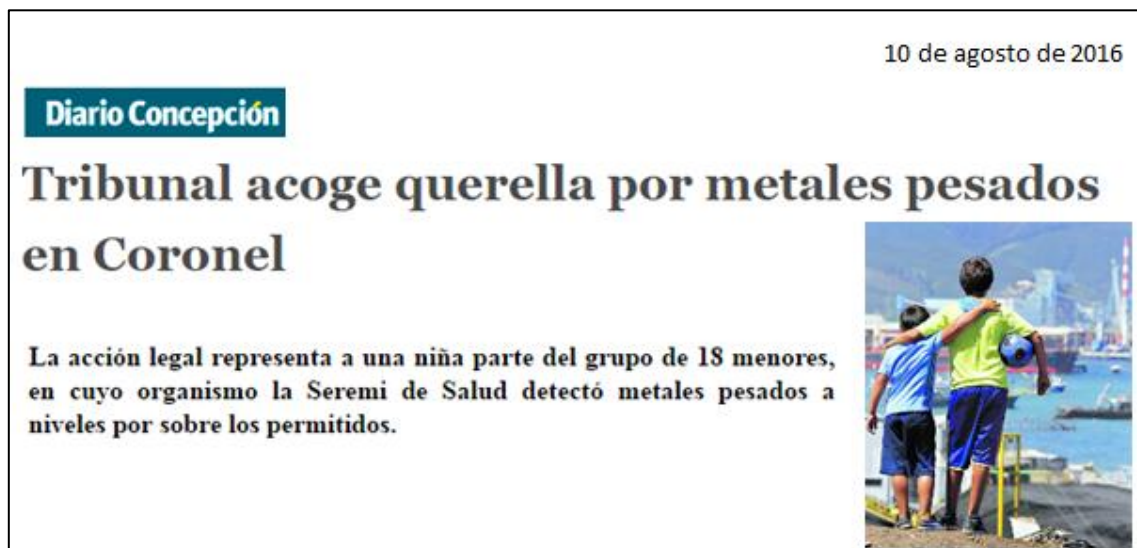 10 de agosto de 2016
Diario Concepción
Tribunal acoge querella por metales pesados
en Coronel
La acción legal representa a una niña parte del grupo de 18 menores,
en cuyo organismo la Seremi de Salud detectó metales pesados a
niveles por sobre los permitidos.